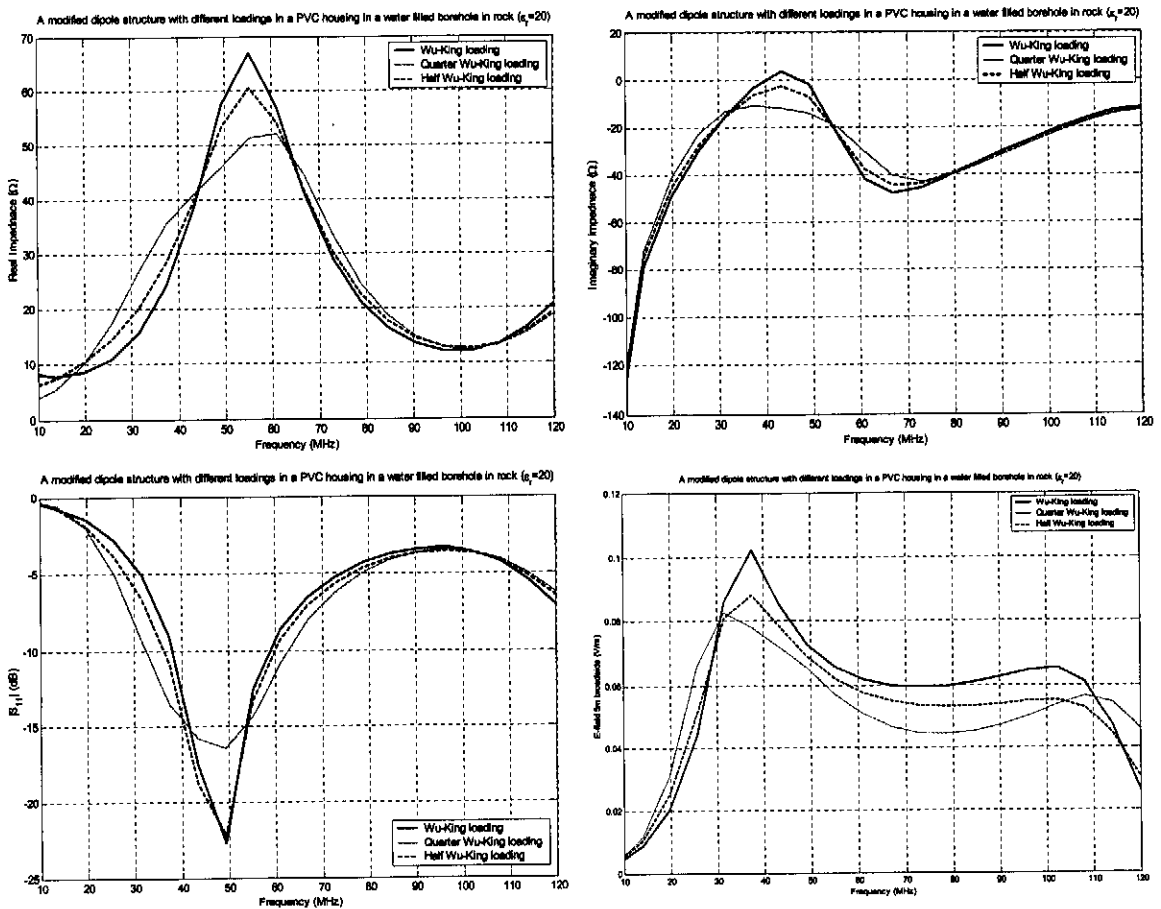 A modified dipole structure with different loadings in a PVC housing in a water filled borehole in rock (εr=20)
70
60
50
40
30
20
10
0
Real Impednace (Ω)
Wu-King loading
Quarter Wu-King loading
Half Wu-King loading
10 20 30 40 50 60 70 80 90 100 110 120
Frequency (MHz)
A modified dipole structure with different loadings in a PVC housing in a water filled borehole in rock (εr=20)
20
0
-20
-40
-60
-80
-100
-120
-140
Imaginary Impednece (Ω)
Wu-King loading
Quarter Wu-King loading
Half Wu-King loading
10 20 30 40 50 60 70 80 90 100 110 120
Frequency (MHz)
A modified dipole structure with different loadings in a PVC housing in a water filled borehole in rock (εr=20)
0
-5
-10
-15
-20
-25
|S11| (dB)
Wu-King loading
Quarter Wu-King loading
Half Wu-King loading
10 20 30 40 50 60 70 80 90 100 110 120
Frequency (MHz)
A modified dipole structure with different loadings in a PVC housing in a water filled borehole in rock (εr=20)
0.12
0.10
0.08
0.06
0.04
0.02
0
E-field 5m broadside (V/m)
Wu-King loading
Quarter Wu-King loading
Half Wu-King loading
10 20 30 40 50 60 70 80 90 100 110 120
Frequency (MHz)